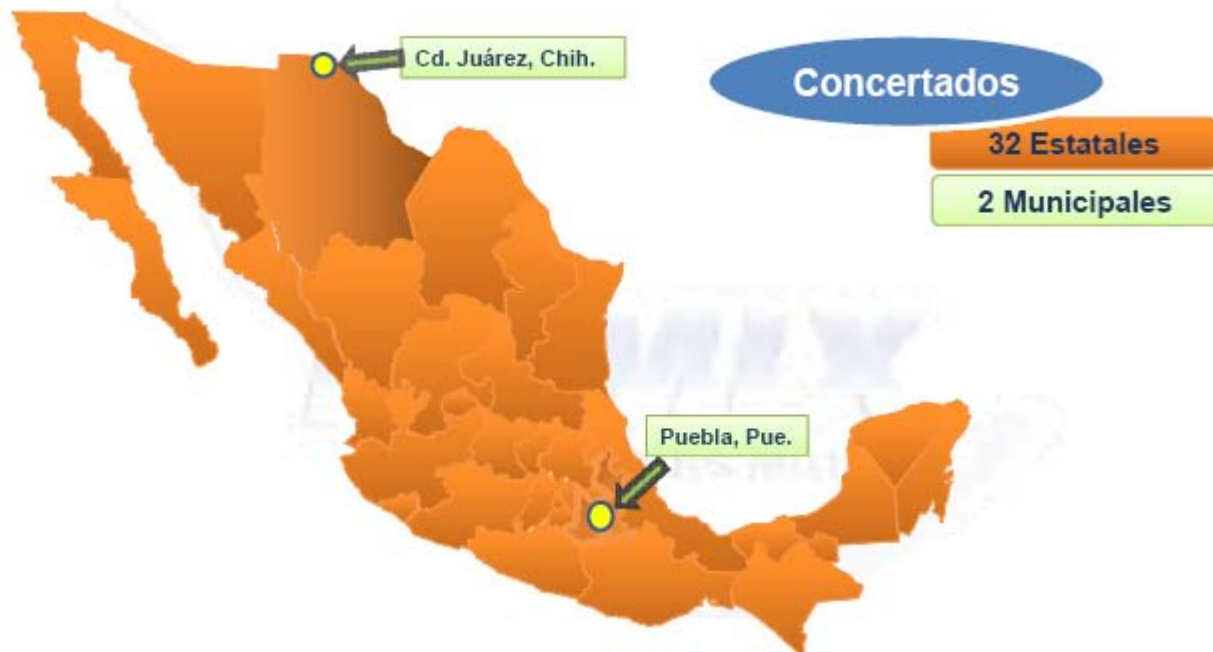 Cd. Juárez, Chih.
Concertados
32 Estatales
2 Municipales
Puebla, Pue.